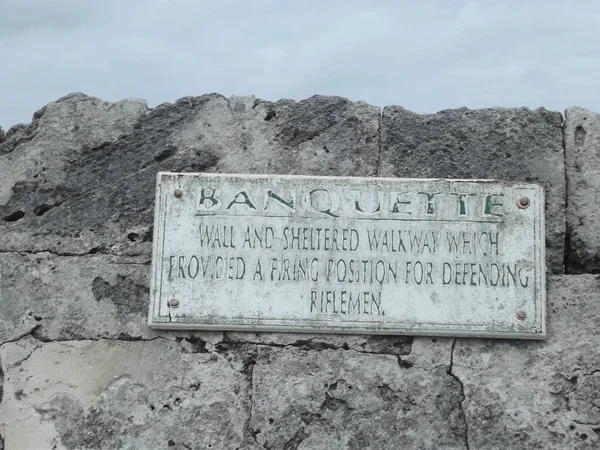 BANQUETTE
WALL AND SHELTERED WALKWAY WHICH
PROVIDED A FIRING POSITION FOR DEFENDING
RIFLEMEN.